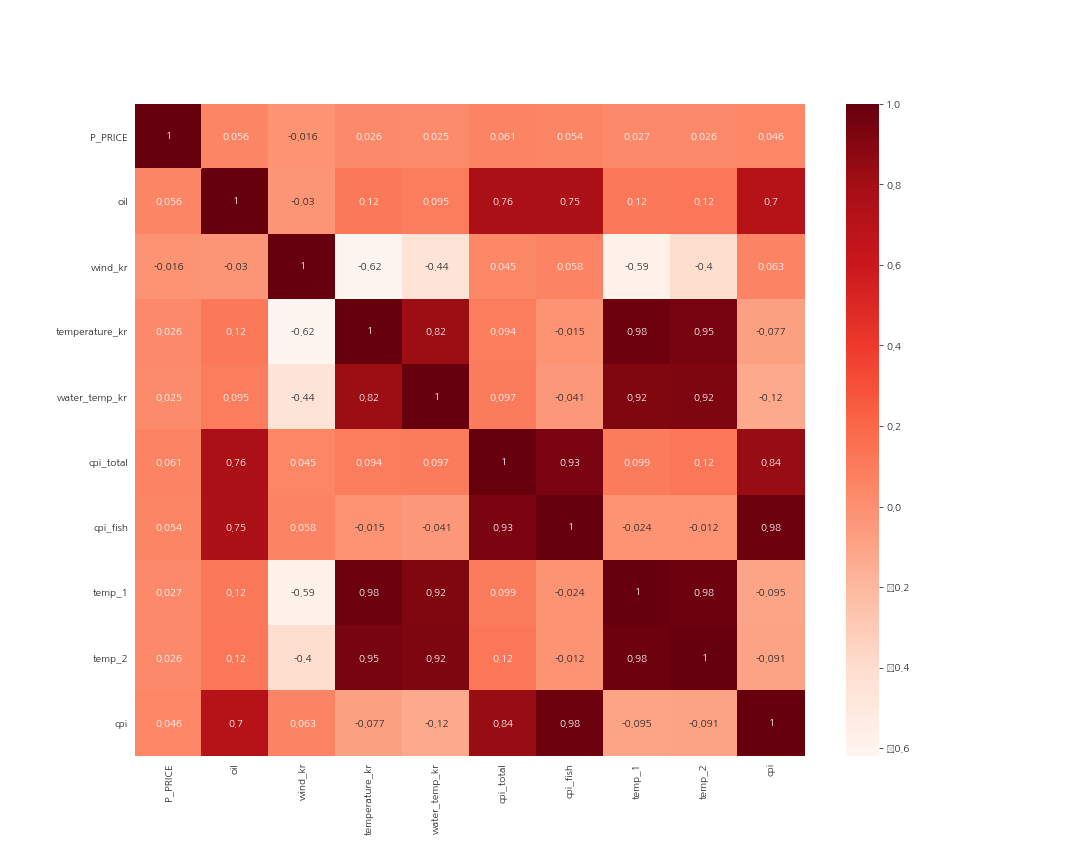 P_PRICE 1 0,056 -0,016 0,026 0,025 0,061 0,054 0,027 0,026 0,046
oil 0,056 1 -0,03 0,12 0,095 0,76 0,75 0,12 0,12 0,7
wind_kr -0,016 -0,03 1 -0,62 -0,44 0,045 0,058 -0,59 -0,4 0,063
temperature_kr 0,026 0,12 -0,62 1 0,82 0,094 -0,015 0,98 0,95 -0,077
water_temp_kr 0,025 0,095 -0,44 0,82 1 0,097 -0,041 0,92 0,92 -0,12
cpi_total 0,061 0,76 0,045 0,094 0,097 1 0,93 0,099 0,12 0,84
cpi_fish 0,054 0,75 0,058 -0,015 -0,041 0,93 1 -0,024 -0,012 0,98
temp_1 0,027 0,12 -0,59 0,98 0,92 0,099 -0,024 1 0,98 -0,095
temp_2 0,026 0,12 -0,4 0,95 0,92 0,12 -0,012 0,98 1 -0,091
cpi 0,046 0,7 0,063 -0,077 -0,12 0,84 0,98 -0,095 -0,091 1
P_PRICE
oil
wind_kr
temperature_kr
water_temp_kr
cpi_total
cpi_fish
temp_1
temp_2
cpi
1,0
0,8
0,6
0,4
0,2
0,0
0,2
0,4
0,6